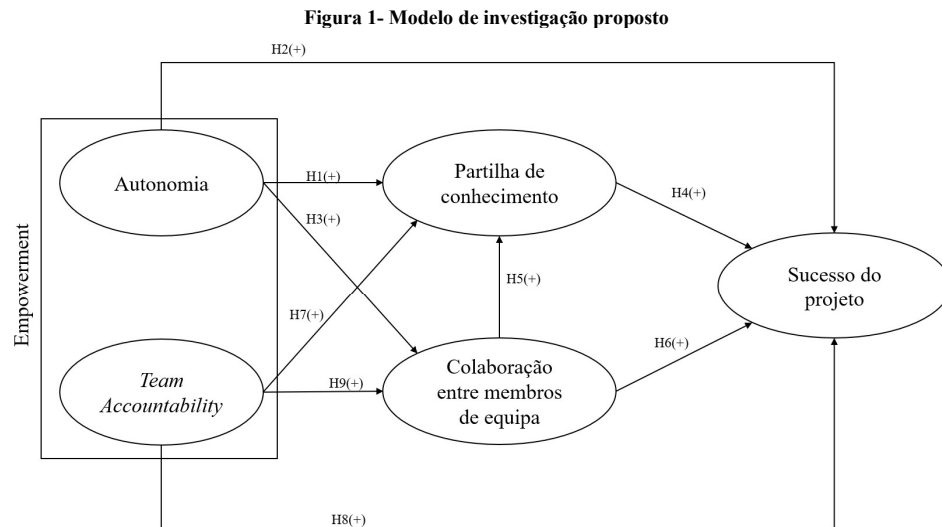 Figura 1- Modelo de investigação proposto
H2(+)
Autonomia
H1(+)
Partilha de
conhecimento
H4(+)
H3(+)
Empowerment
H5(+)
Sucesso do
projeto
H7(+)
H6(+)
Team
Accountability
H9(+)
Colaboração
entre membros
de equipa
H8(+)